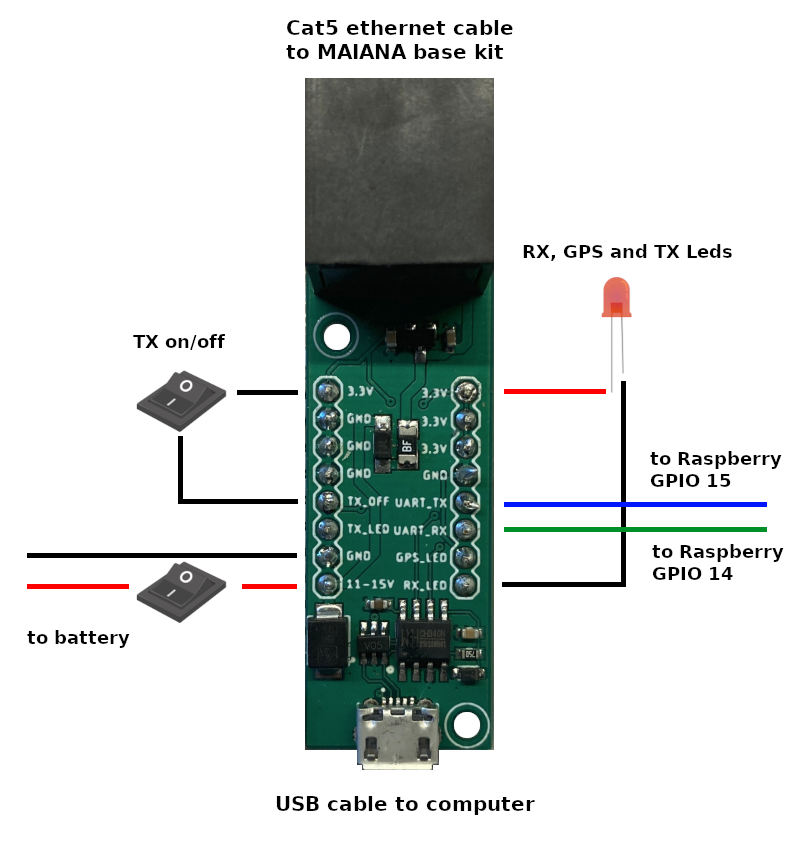 Cat5 ethernet cable
to MAIANA base kit
RX, GPS and TX Leds
TX on/off
3.3V
GND
GND
GND
TX_OFF
TX_LED
GND
11-15V
3.3V
3.3V
3.3V
GND
UART_TX
UART_RX
GPS_LED
RX_LED
BF
to Raspberry
GPIO 15
to Raspberry
GPIO 14
to battery
V05
750
USB cable to computer